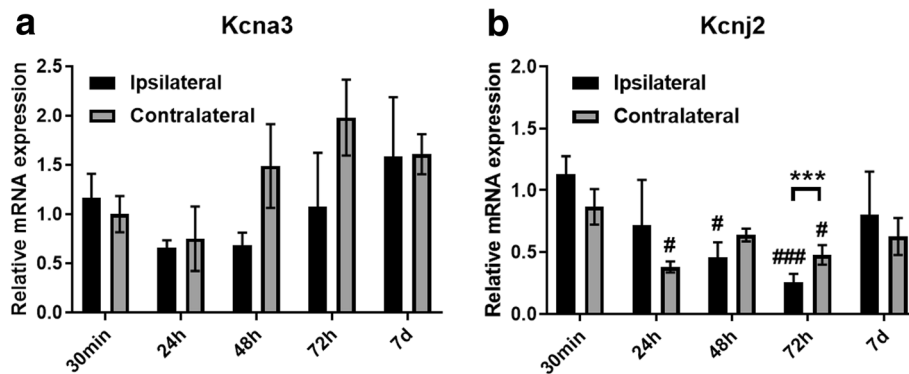 a
Kcna3
Relative mRNA expression
2.5
2.0
1.5
1.0
0.5
0.0
Ipsilateral
Contralateral
30min
24h
48h
72h
7d
b
Kcnj2
Relative mRNA expression
2.0
1.5
1.0
0.5
0.0
Ipsilateral
Contralateral
***
#
#
###
#
30min
24h
48h
72h
7d